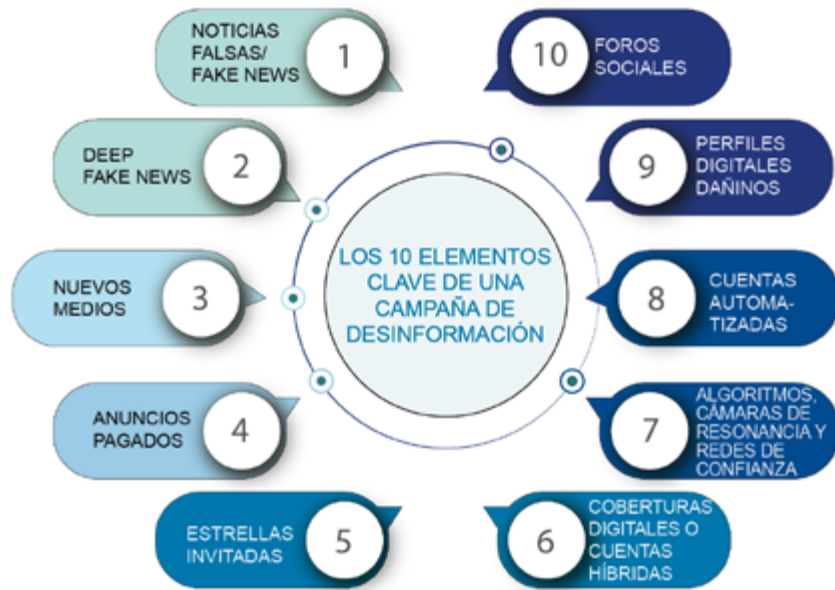 NOTICIAS
FALSAS/
FAKE NEWS
1
DEEP
FAKE NEWS
2
NUEVOS
MEDIOS
3
ANUNCIOS
PAGADOS
4
ESTRELLAS
INVITADAS
5
LOS 10 ELEMENTOS
CLAVE DE UNA
CAMPAÑA DE
DESINFORMACIÓN
10
FOROS
SOCIALES
9
PERFILES
DIGITALES
DAÑINOS
8
CUENTAS
AUTOMA-
TIZADAS
7
ALGORITMOS,
CÁMARAS DE
RESONANCIA Y
REDES DE
CONFIANZA
6
COBERTURAS
DIGITALES O
CUENTAS
HÍBRIDAS